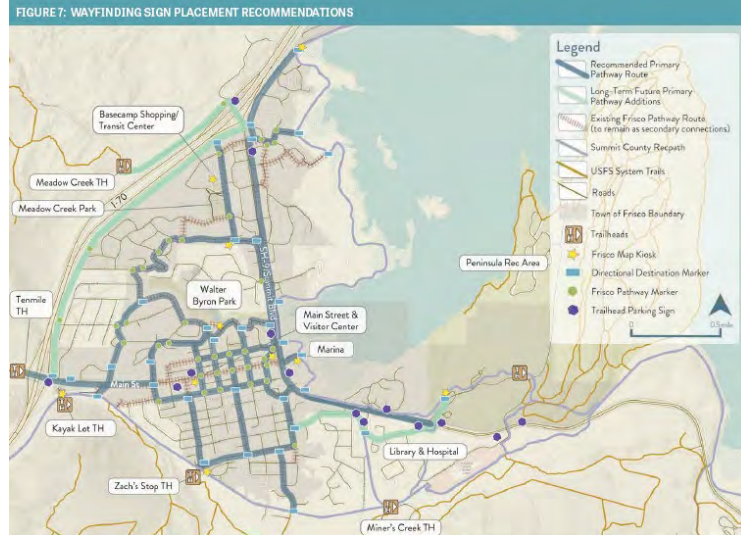 FIGURE 7: WAYFINDING SIGN PLACEMENT RECOMMENDATIONS
Legend
Recommended Primary
Pathway Route
Long-Term Future Primary
Pathway Additions
Existing Frisco Pathway Route
(to remain as secondary connections)
Summit County Recpath
USFS System Trails
Roads
Town of Frisco Boundary
Trailheads
Frisco Map Kiosk
Directional Destination Marker
Frisco Pathway Marker
Trailhead Parking Sign
0
0.5 mile
Basecamp Shopping/
Transit Center
Meadow Creek TH
I-70
Meadow Creek Park
Peninsula Rec Area
Walter
Byron Park
Main Street &
Visitor Center
Tenmile
TH
Marina
Main St
Kayak Lot TH
Library & Hospital
Zach's Stop TH
Miner's Creek TH